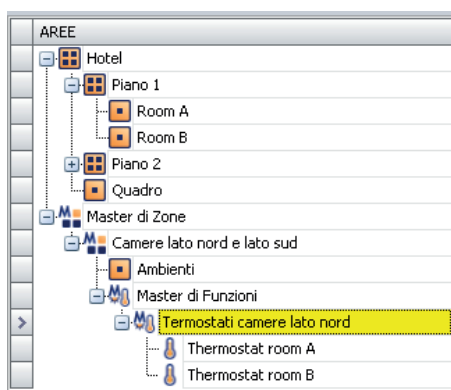 AREE
Hotel
Piano 1
Room A
Room B
Piano 2
Quadro
Master di Zone
Camere lato nord e lato sud
Ambienti
Master di Funzioni
Termostati camere lato nord
Thermostat room A
Thermostat room B